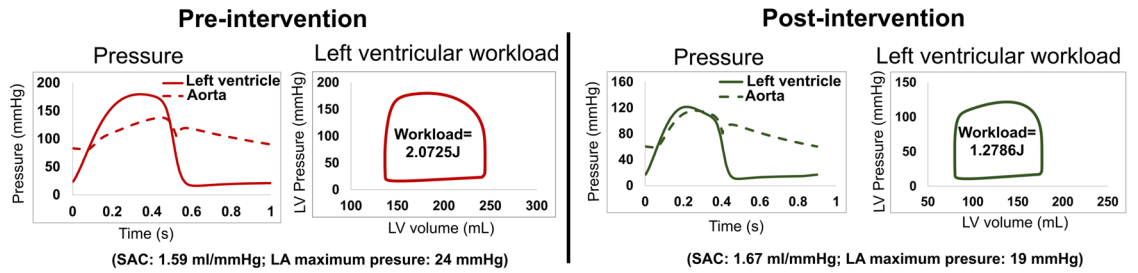 Pre-intervention
Post-intervention
Pressure
Left ventricular workload
Pressure
Left ventricular workload
Pressure (mmHg)
200
150
100
50
0
0
0.2
0.4
0.6
0.8
1
Time (s)
Left ventricle
Aorta
LV Pressure (mmHg)
200
150
100
50
0
100
150
200
250
300
LV volume (mL)
Workload=
2.0725J
(SAC: 1.59 ml/mmHg; LA maximum presure: 24 mmHg)
Pressure (mmHg)
160
120
80
40
0
0
0.2
0.4
0.6
0.8
1
Time (s)
Left ventricle
Aorta
LV Pressure (mmHg)
150
100
50
0
50
100
150
200
250
LV volume (mL)
Workload=
1.2786J
(SAC: 1.67 ml/mmHg; LA maximum presure: 19 mmHg)